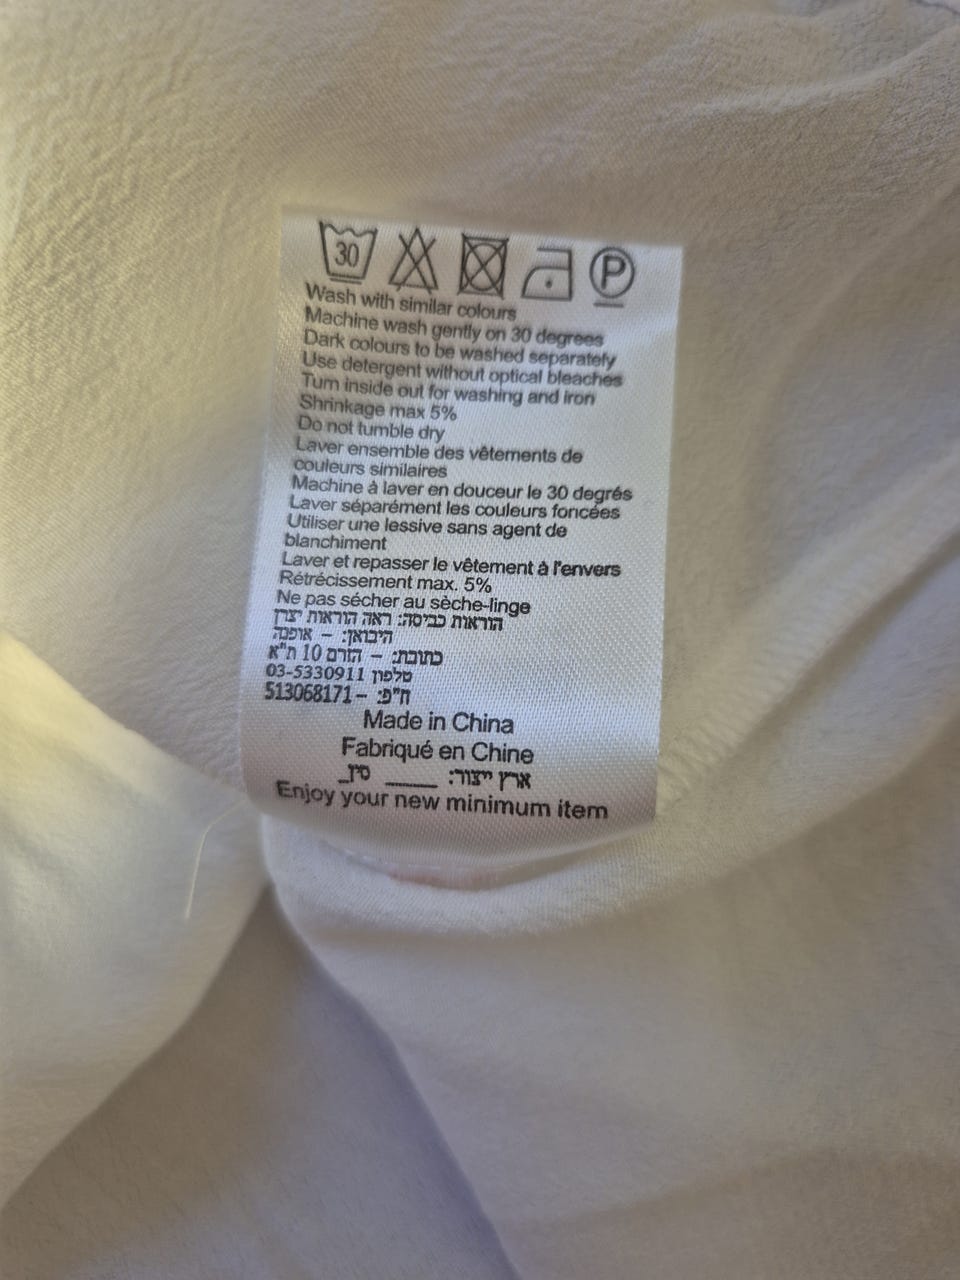 30
P
Wash with similar colours
Machine wash gently on 30 degrees
Dark colours to be washed separately
Use detergent without optical bleaches
Turn inside out for washing and iron
Shrinkage max 5%
Do not tumble dry
Laver ensemble des vêtements de
couleurs similaires
Machine à laver en douceur le 30 degrés
Laver séparément les couleurs foncées
Utiliser une lessive sans agent de
blanchiment
Laver et repasser le vêtement à l'envers
Rétrécissement max. 5%
Ne pas sécher au sèche-linge
הוראות כביסה: ראה הוראות יצרן
היבואן: – אופנה
כתובת: – הזרם 10 ת"א
טלפון 03-5330911
ח"פ: –513068171
Made in China
Fabriqué en Chine
ארץ ייצור: ____ סין_
Enjoy your new minimum item